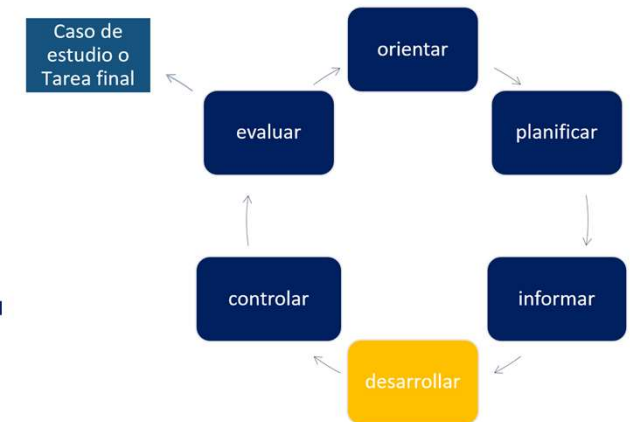 Caso de
estudio o
Tarea final
orientar
evaluar
planificar
controlar
informar
desarrollar